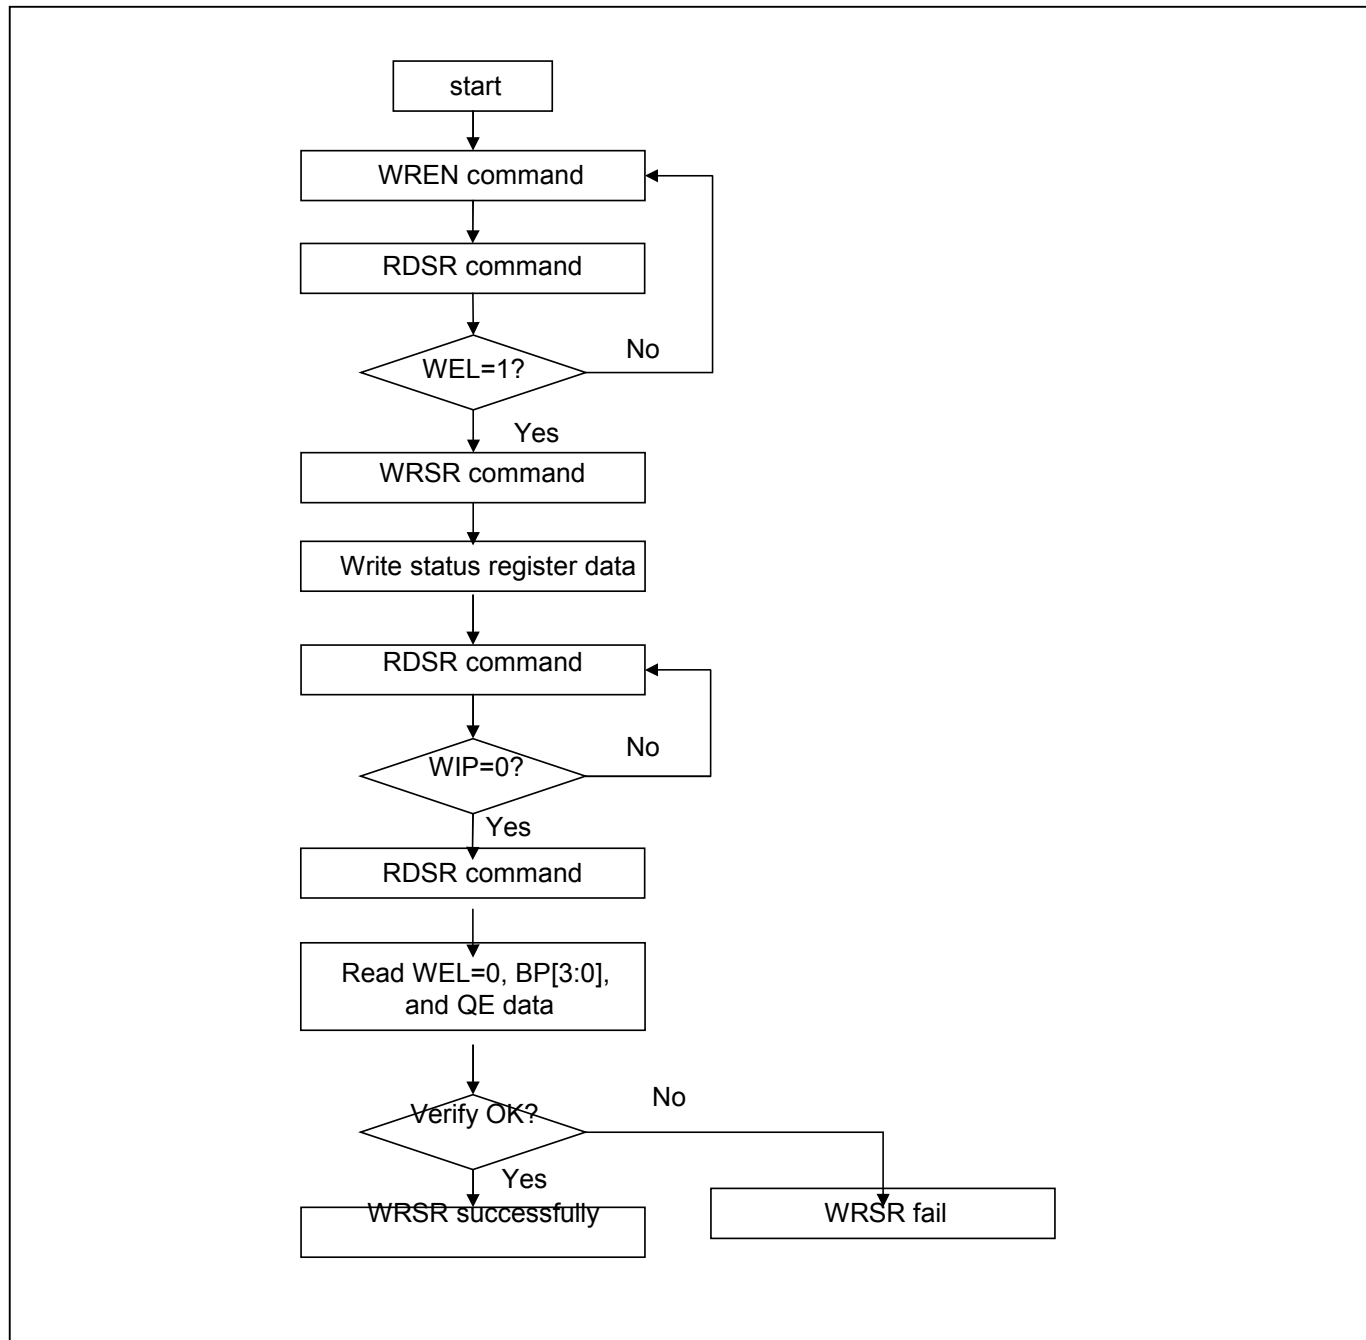 start
WREN command
RDSR command
WEL=1?
No
Yes
WRSR command
Write status register data
RDSR command
WIP=0?
No
Yes
RDSR command
Read WEL=0, BP[3:0],
and QE data
Verify OK?
No
Yes
WRSR successfully
WRSR fail